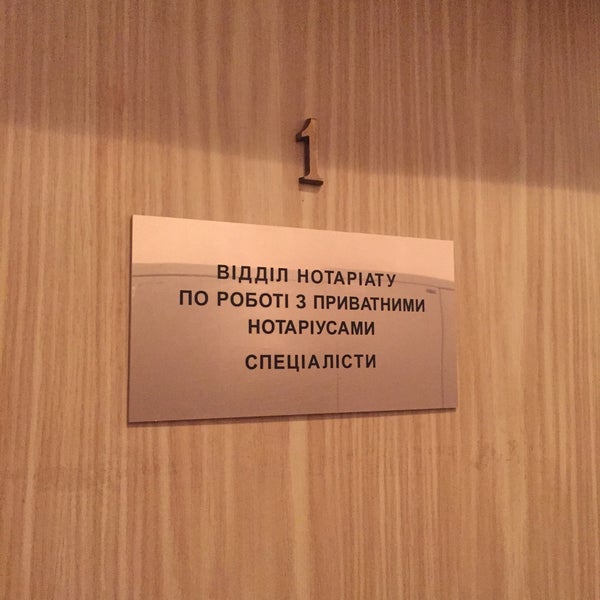 1
ВІДДІЛ НОТАРІАТУ
ПО РОБОТІ З ПРИВАТНИМИ
НОТАРІУСАМИ
СПЕЦІАЛІСТИ